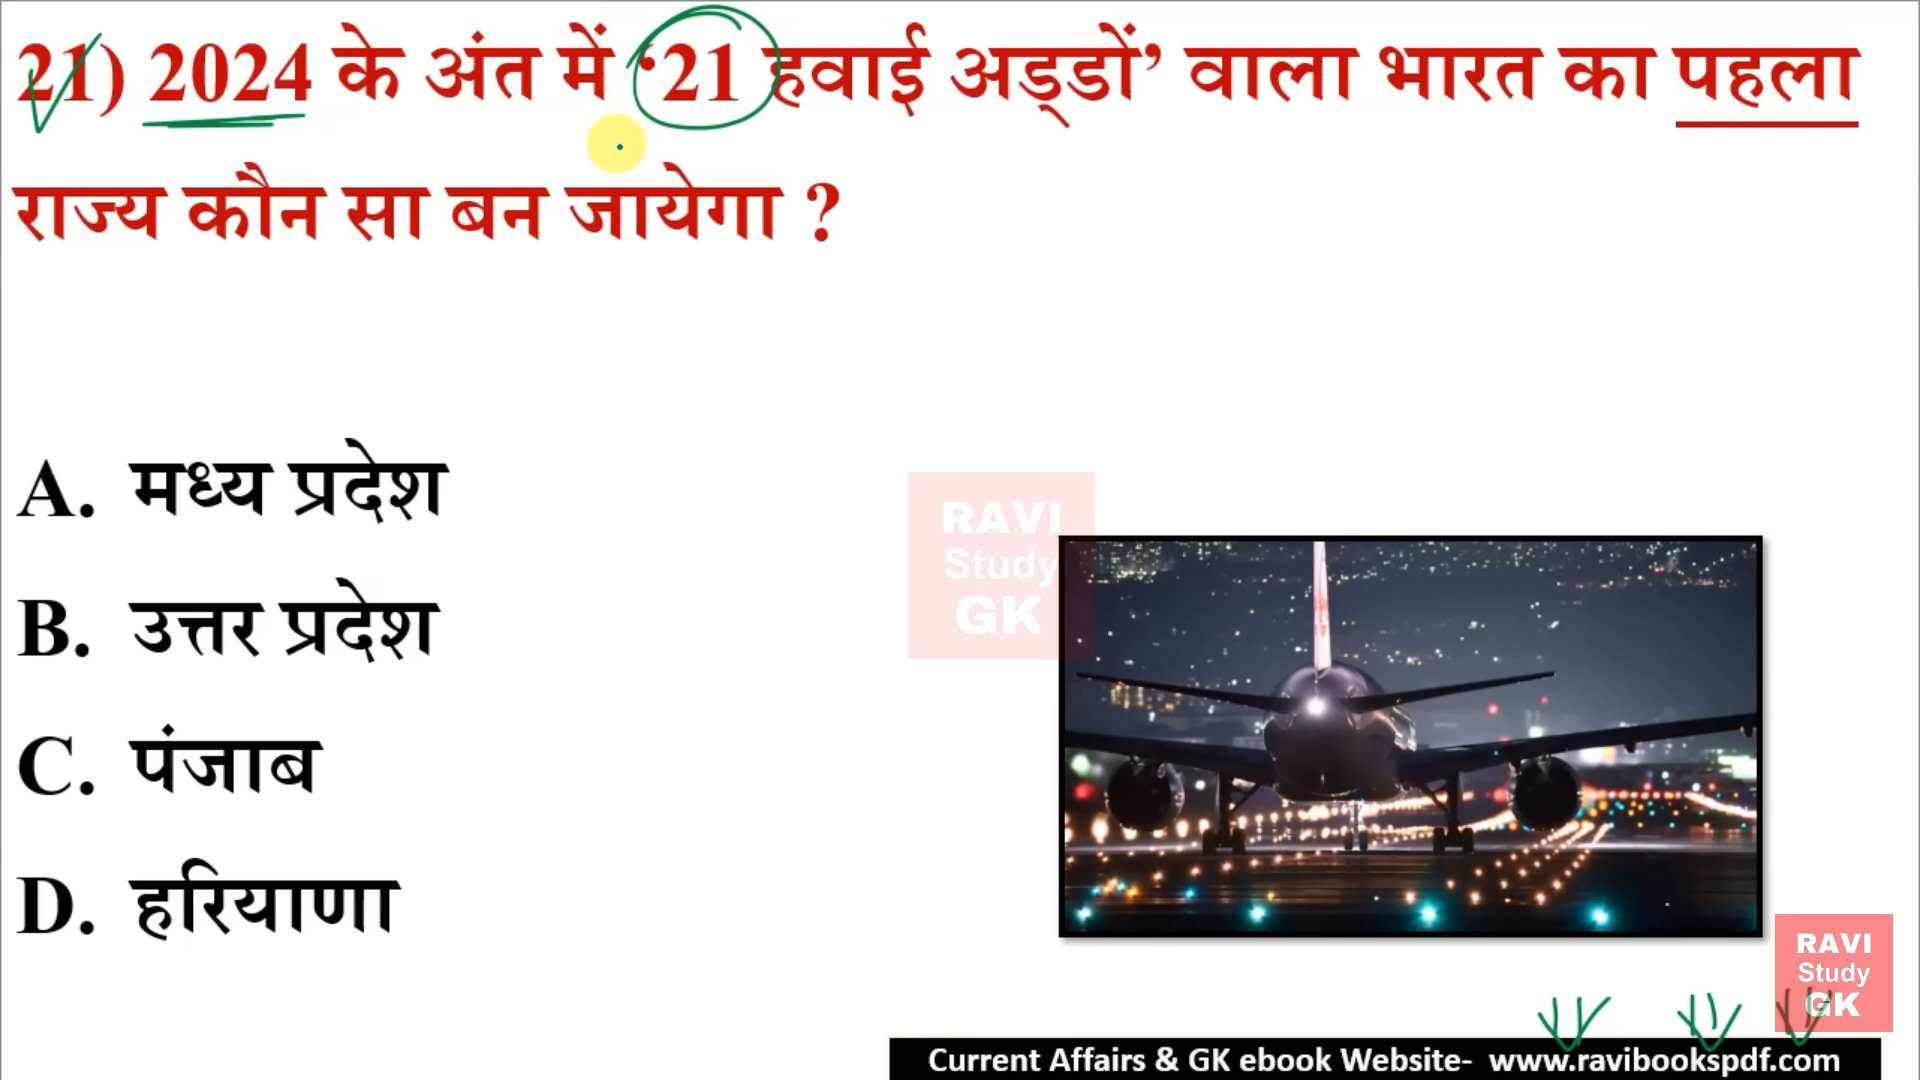 21) 2024 के अंत में ‘21 हवाई अड्डों’ वाला भारत का पहला
राज्य कौन सा बन जायेगा ?
A. मध्य प्रदेश
B. उत्तर प्रदेश
C. पंजाब
D. हरियाणा
RAVI
Study
GK
RAVI
Study
GK
Current Affairs & GK ebook Website- www.ravibookspdf.com